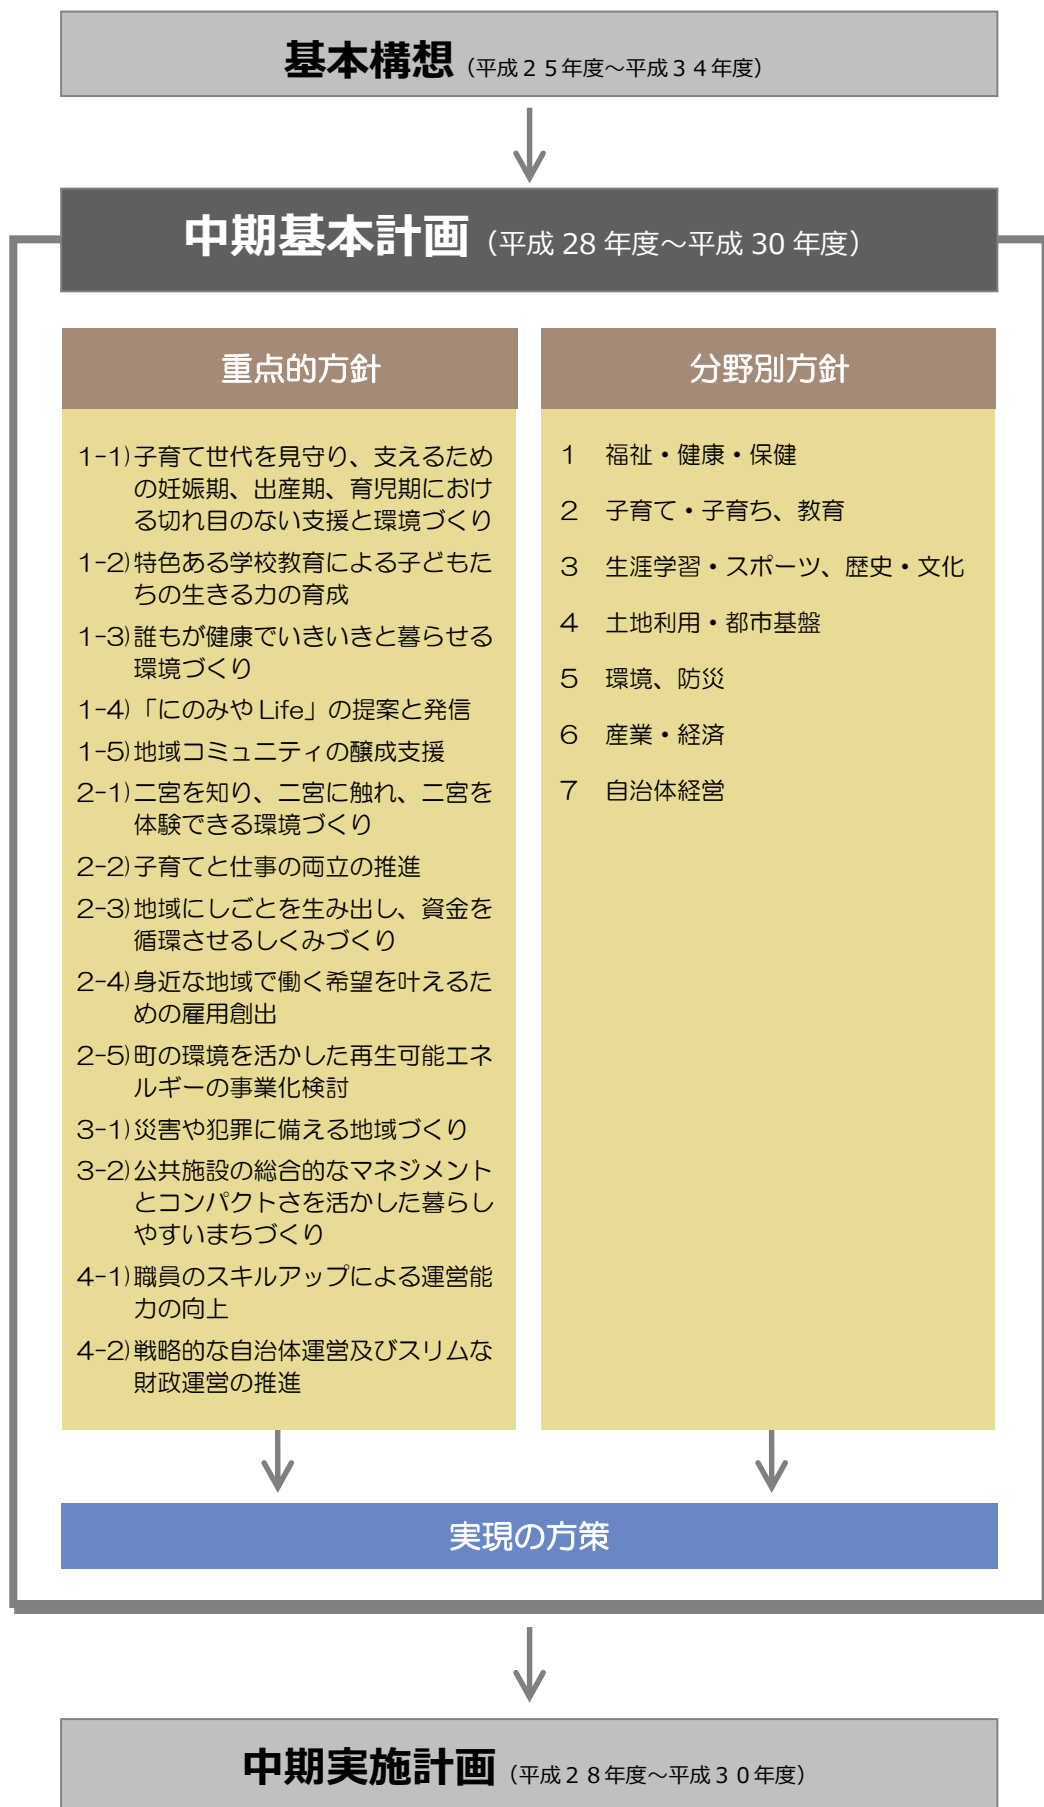 基本構想（平成２５年度～平成３４年度）
中期基本計画（平成 28 年度～平成 30 年度）
重点的方針
1-1)子育て世代を見守り、支えるため
の妊娠期、出産期、育児期におけ
る切れ目のない支援と環境づくり
1-2)特色ある学校教育による子どもた
ちの生きる力の育成
1-3)誰もが健康でいきいきと暮らせる
環境づくり
1-4)「にのみや Life」の提案と発信
1-5)地域コミュニティの醸成支援
2-1)二宮を知り、二宮に触れ、二宮を
体験できる環境づくり
2-2)子育てと仕事の両立の推進
2-3)地域にしごとを生み出し、資金を
循環させるしくみづくり
2-4)身近な地域で働く希望を叶えるた
めの雇用創出
2-5)町の環境を活かした再生可能エネ
ルギーの事業化検討
3-1)災害や犯罪に備える地域づくり
3-2)公共施設の総合的なマネジメント
とコンパクトさを活かした暮らし
やすいまちづくり
4-1)職員のスキルアップによる運営能
力の向上
4-2)戦略的な自治体運営及びスリムな
財政運営の推進
分野別方針
1　福祉・健康・保健
2　子育て・子育ち、教育
3　生涯学習・スポーツ、歴史・文化
4　土地利用・都市基盤
5　環境、防災
6　産業・経済
7　自治体経営
実現の方策
中期実施計画（平成２８年度～平成３０年度）